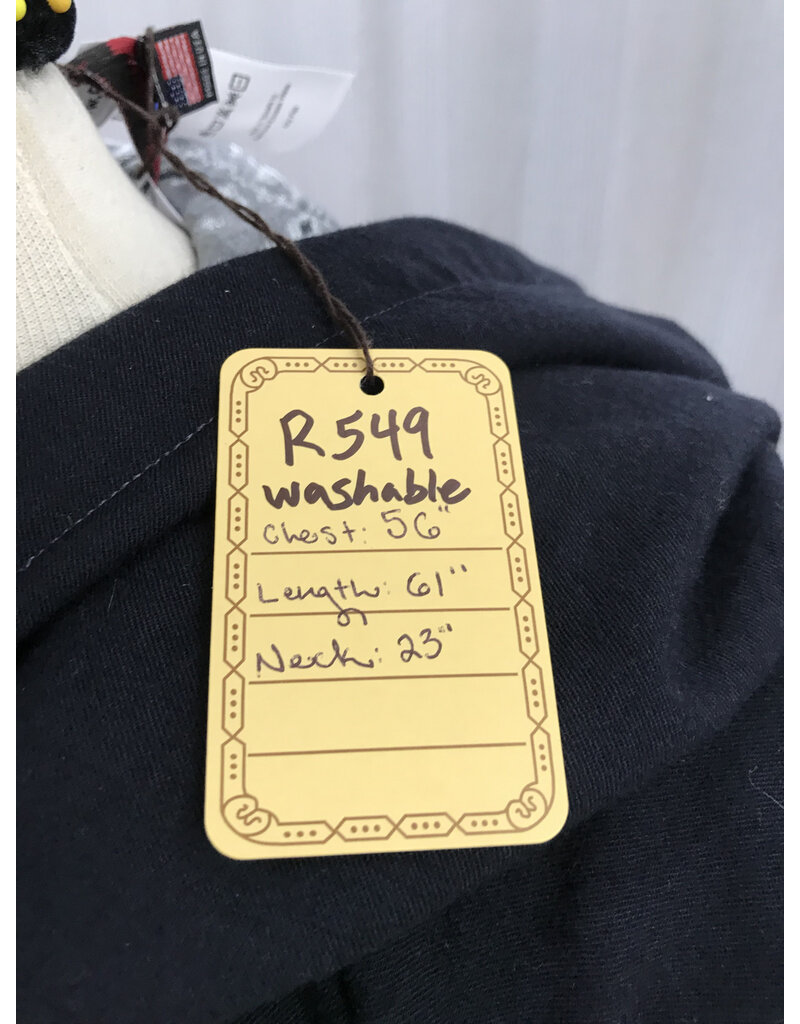 R549
washable
Chest: 56"
Length: 61"
Neck: 23"